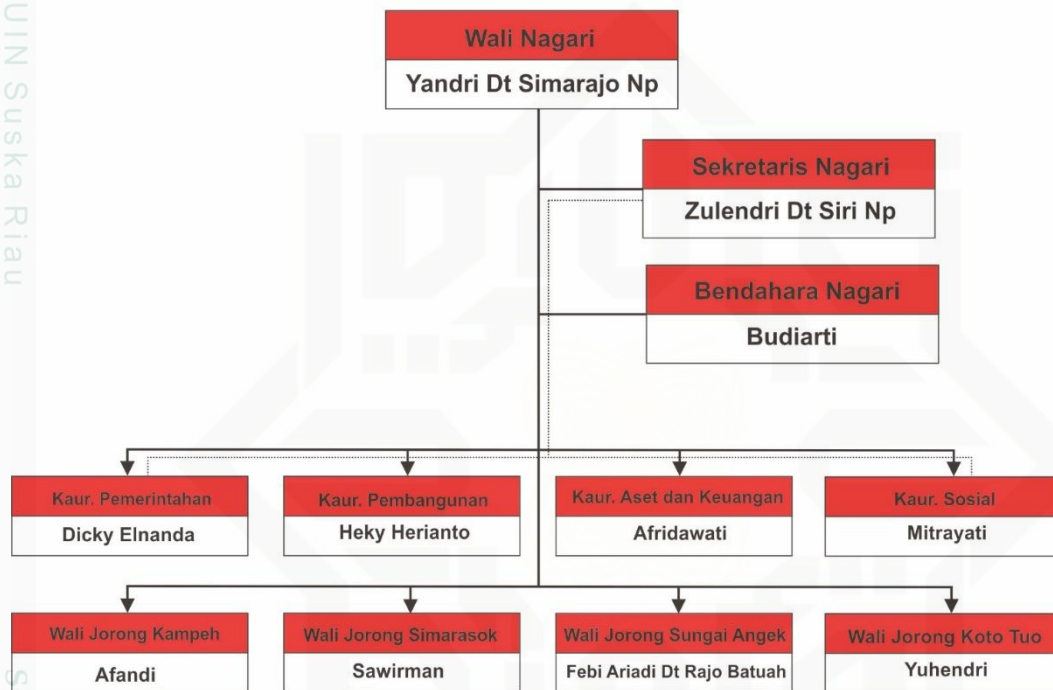 UIN Suska Riau
Wali Nagari
Yandri Dt Simarajo Np
Sekretaris Nagari
Zulendri Dt Siri Np
Bendahara Nagari
Budiarti
Kaur. Pemerintahan
Dicky Elnanda
Kaur. Pembangunan
Heky Herianto
Kaur. Aset dan Keuangan
Afridawati
Kaur. Sosial
Mitrayati
Wali Jorong Kampeh
Afandi
Wali Jorong Simarasok
Sawirman
Wali Jorong Sungai Angek
Febi Ariadi Dt Rajo Batuah
Wali Jorong Koto Tuo
Yuhendri